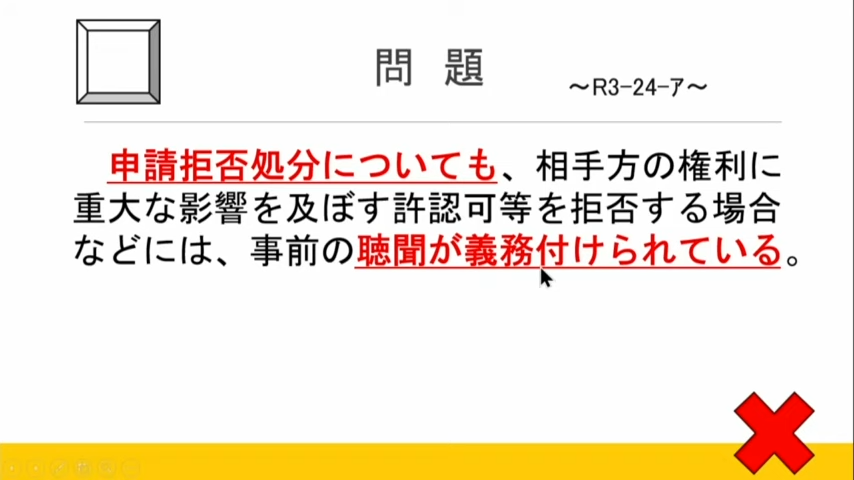 問 題
～R3-24-ｱ～
申請拒否処分についても、相手方の権利に
重大な影響を及ぼす許認可等を拒否する場合
などには、事前の聴聞が義務付けられている。